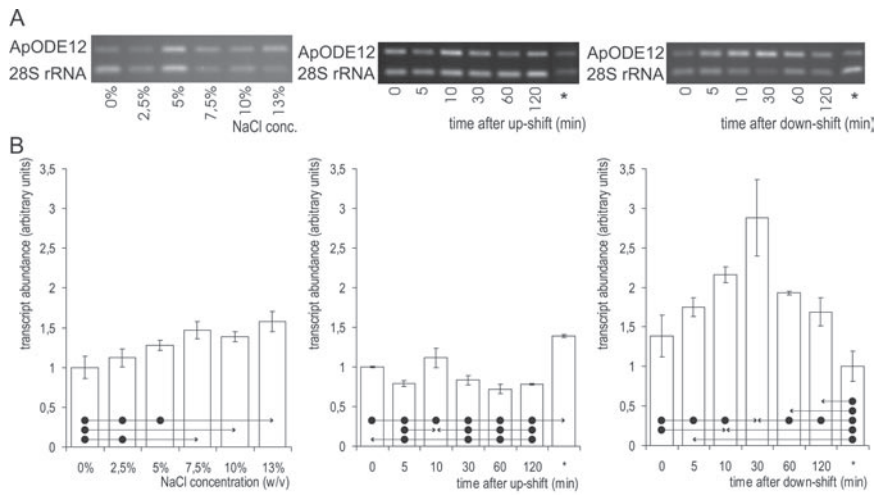 A
ApODE12
28S rRNA
0% 2,5% 5% 7,5% 10% 13%
NaCl conc.
ApODE12
28S rRNA
0 5 10 30 60 120 *
time after up-shift (min)
ApODE12
28S rRNA
0 5 10 30 60 120 *
time after down-shift (min)
B
transcript abundance (arbitrary units)
3,5
3
2,5
2
1,5
1
0,5
0
0% 2,5% 5% 7,5% 10% 13%
NaCl concentration (w/v)
transcript abundance (arbitrary units)
3,5
3
2,5
2
1,5
1
0,5
0
0 5 10 30 60 120 *
time after up-shift (min)
transcript abundance (arbitrary units)
3,5
3
2,5
2
1,5
1
0,5
0
0 5 10 30 60 120 *
time after down-shift (min)